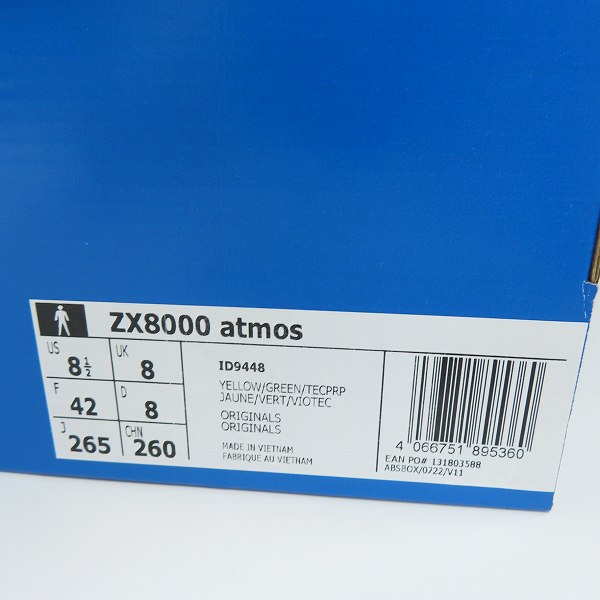 ZX8000 atmos
US 8½ UK 8
F 42 D 8
J 265 CHN 260
ID9448
YELLOW/GREEN/TECPRP
JAUNE/VERT/VIOTEC
ORIGINALS
ORIGINALS
MADE IN VIETNAM
FABRIQUE AU VIETNAM
4 066751 895360
EAN PO# 131803588
ABSBOX/0722/V11